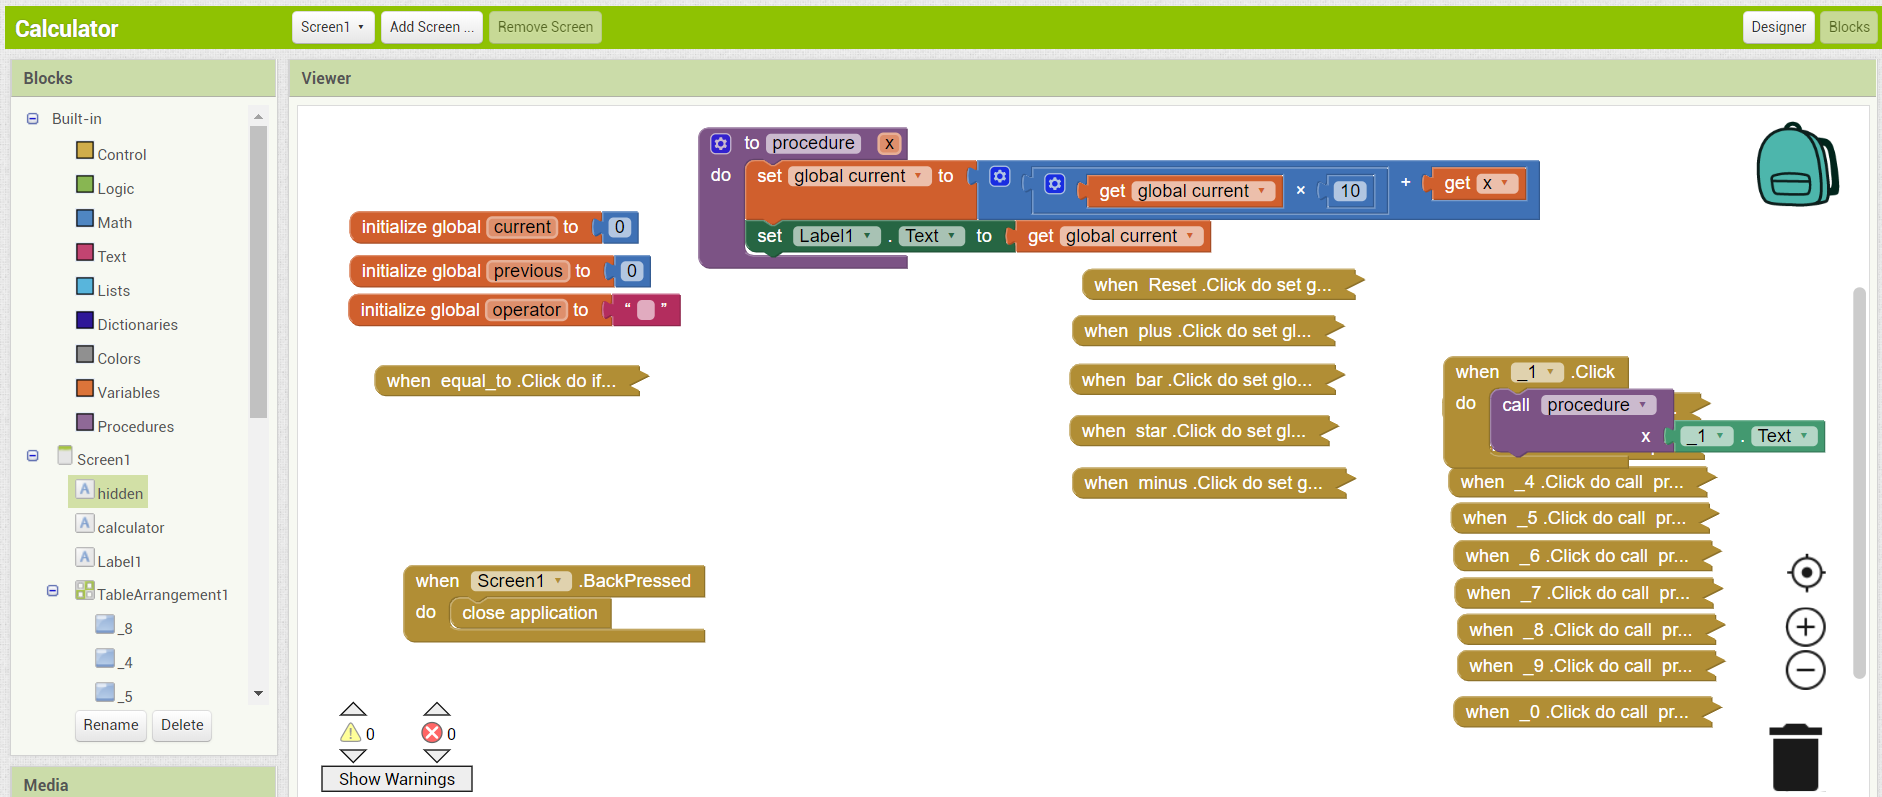 Calculator
Screen1
Add Screen ...
Remove Screen
Designer
Blocks
Blocks
Built-in
Control
Logic
Math
Text
Lists
Dictionaries
Colors
Variables
Procedures
Screen1
hidden
calculator
Label1
TableArrangement1
_8
_4
_5
Rename
Delete
Media
Viewer
to procedure x
do set global current to get global current × 10 + get x
set Label1 . Text to get global current
initialize global current to 0
initialize global previous to 0
initialize global operator to “ ”
when equal_to .Click do if...
when Reset .Click do set g...
when plus .Click do set gl...
when bar .Click do set glo...
when star .Click do set gl...
when minus .Click do set g...
when Screen1 .BackPressed
do close application
when _1 .Click
do call procedure
x _1 . Text
when _4 .Click do call pr...
when _5 .Click do call pr...
when _6 .Click do call pr...
when _7 .Click do call pr...
when _8 .Click do call pr...
when _9 .Click do call pr...
when _0 .Click do call pr...
0 0
Show Warnings